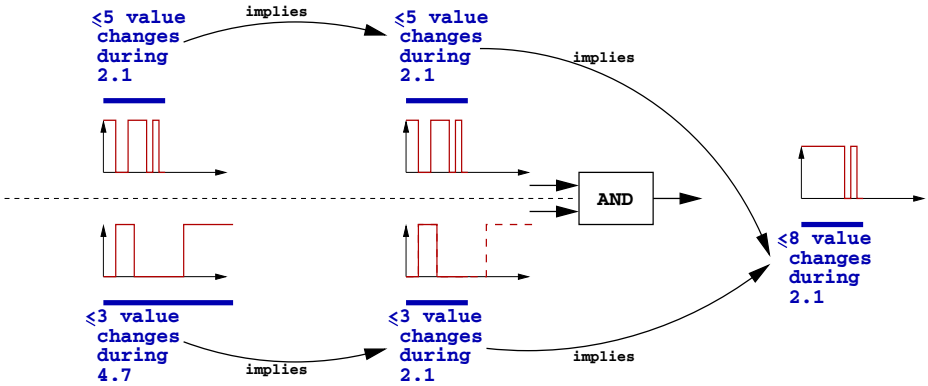 implies
⩽5 value
changes
during
2.1
⩽5 value
changes
during
2.1
implies
AND
⩽8 value
changes
during
2.1
⩽3 value
changes
during
4.7
⩽3 value
changes
during
2.1
implies
implies